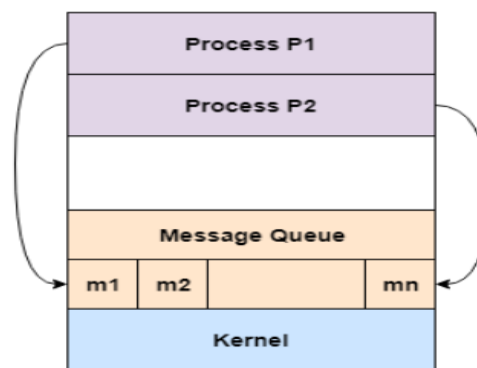 Process P1
Process P2
Message Queue
m1 m2 mn
Kernel